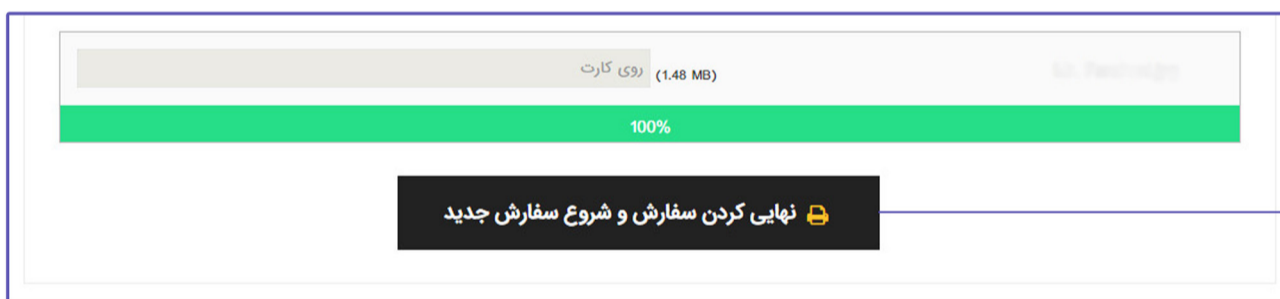 روی کارت (1.48 MB)
100%
نهایی کردن سفارش و شروع سفارش جدید